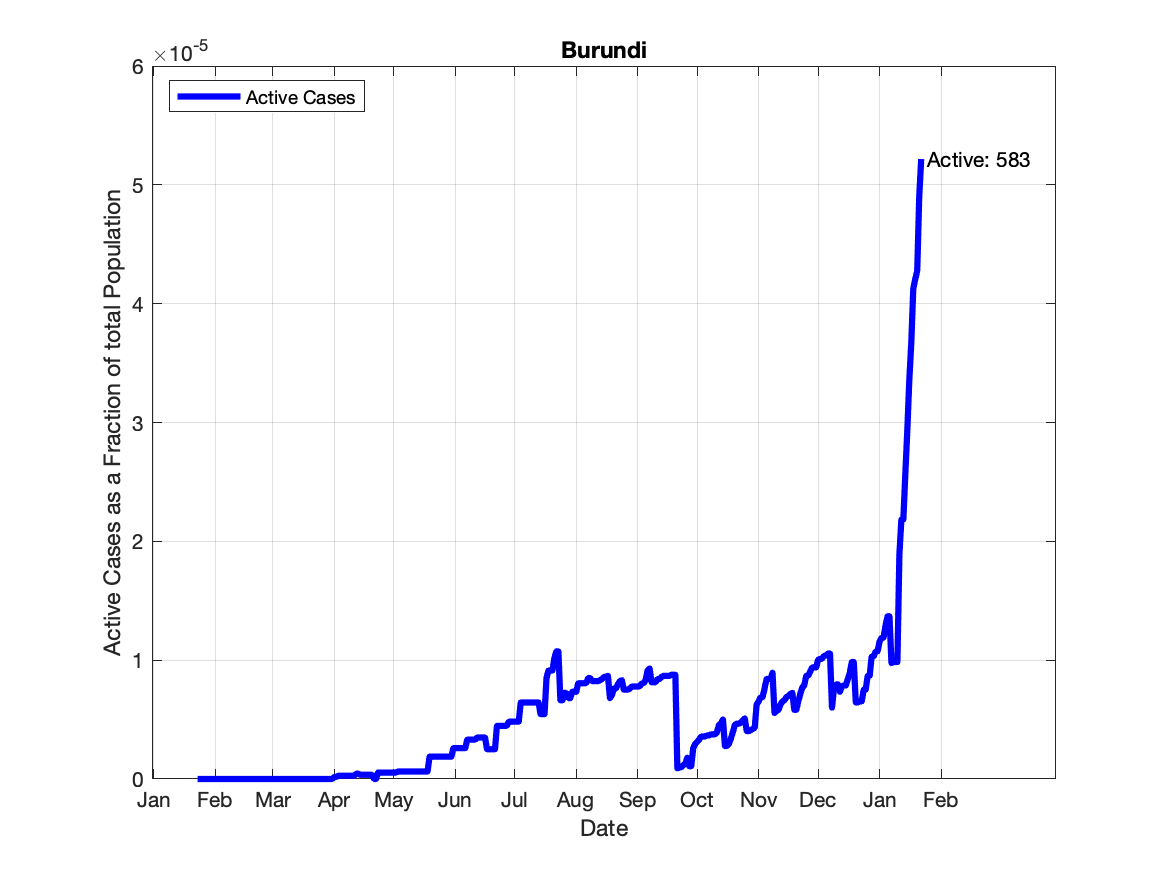 Burundi
×10-5
Active Cases
Active: 583
Active Cases as a Fraction of total Population
6
5
4
3
2
1
0
Jan Feb Mar Apr May Jun Jul Aug Sep Oct Nov Dec Jan Feb
Date